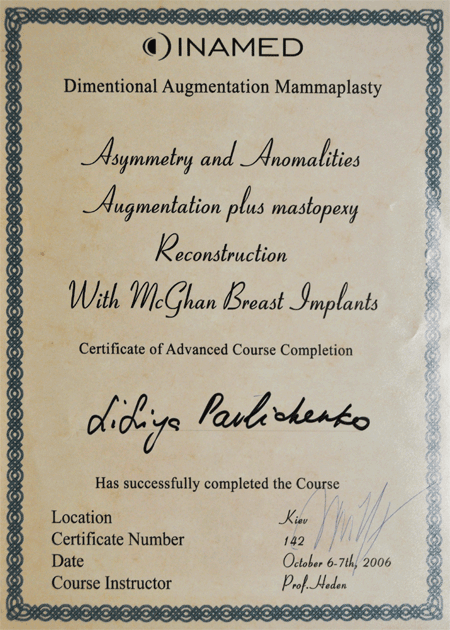 INAMED
Dimentional Augmentation Mammaplasty
Asymmetry and Anomalities
Augmentation plus mastopexy
Reconstruction
With McGhan Breast Implants
Certificate of Advanced Course Completion
Liliya Pavlichenko
Has successfully completed the Course
Location Kiev
Certificate Number 142
Date October 6-7th, 2006
Course Instructor Prof. Heden